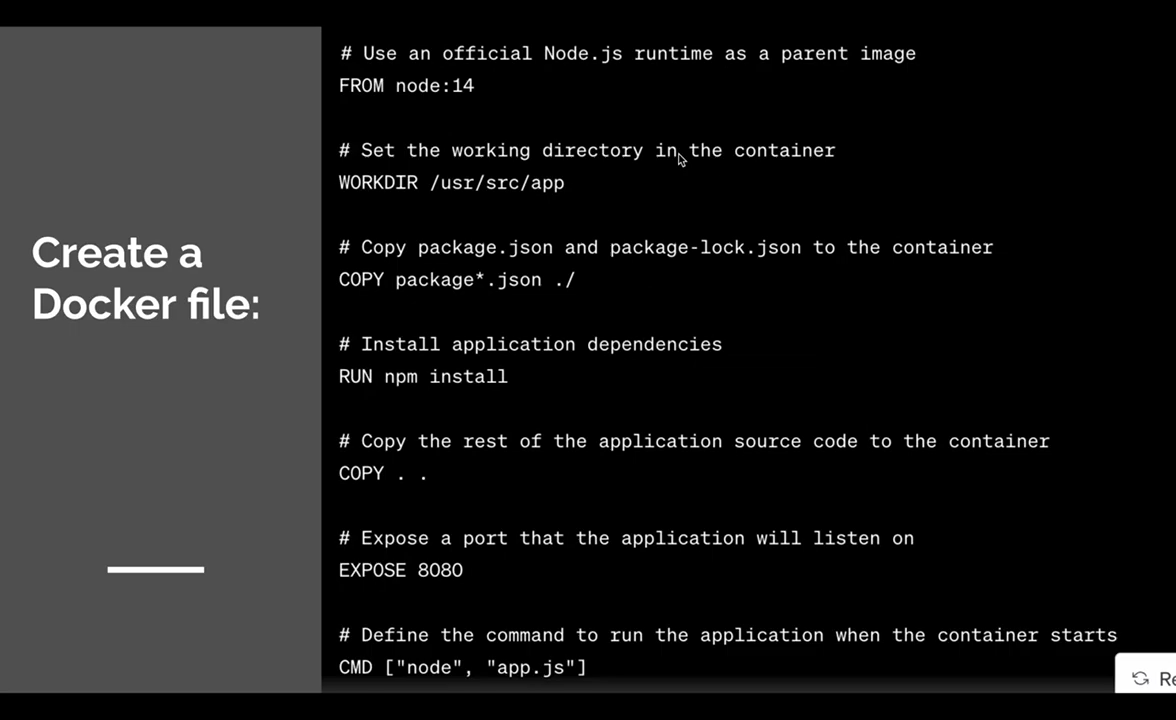 Create a
Docker file:
# Use an official Node.js runtime as a parent image
FROM node:14
# Set the working directory in the container
WORKDIR /usr/src/app
# Copy package.json and package-lock.json to the container
COPY package*.json ./
# Install application dependencies
RUN npm install
# Copy the rest of the application source code to the container
COPY . .
# Expose a port that the application will listen on
EXPOSE 8080
# Define the command to run the application when the container starts
CMD ["node", "app.js"]